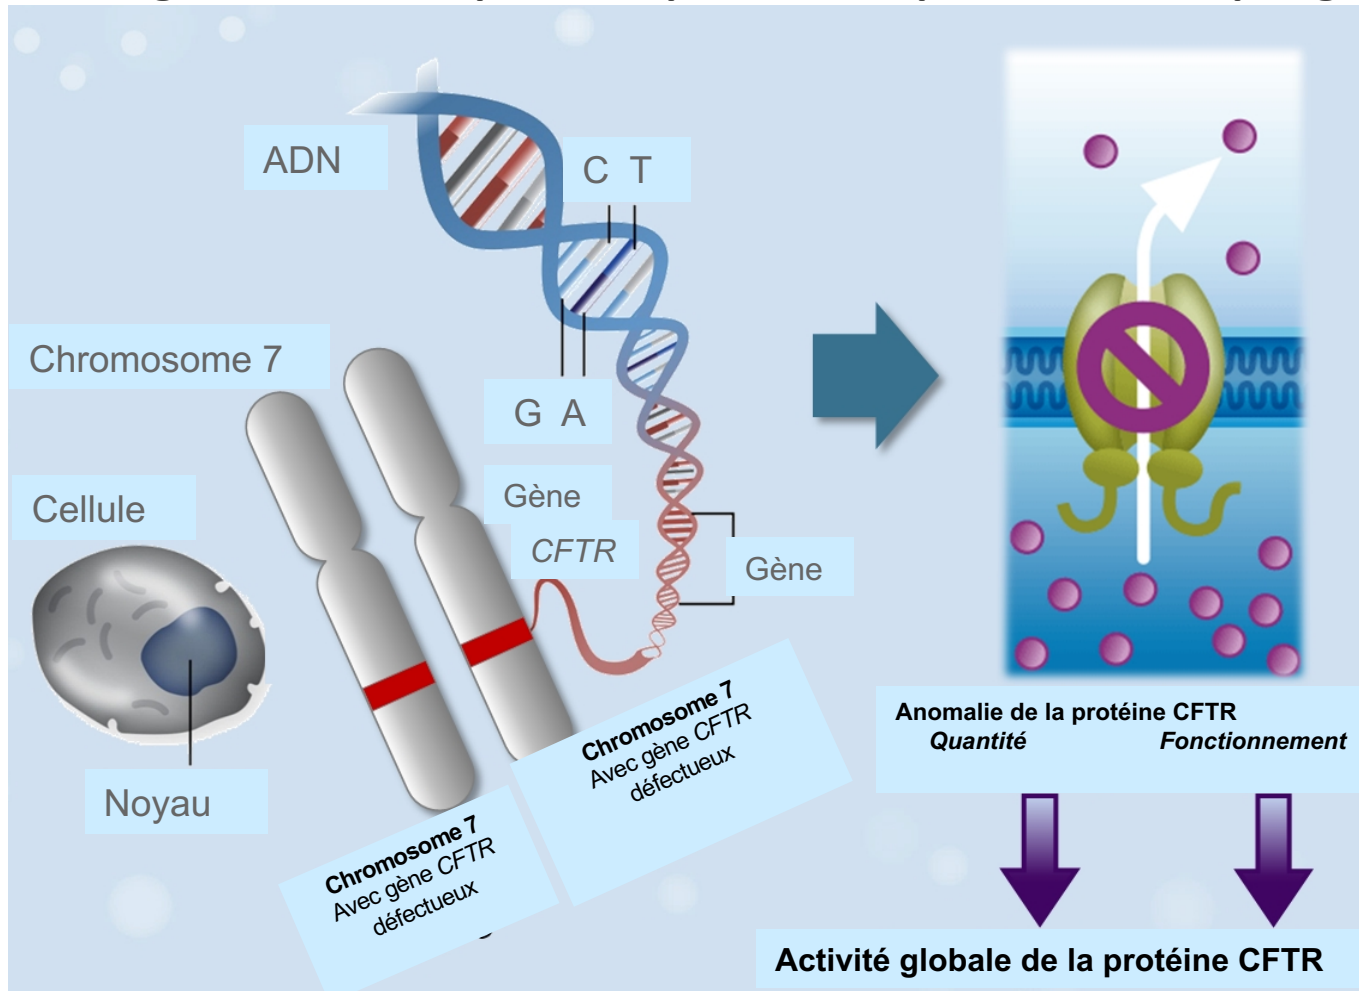 ADN
C T
Chromosome 7
G A
Gène
CFTR
Gène
Cellule
Noyau
Chromosome 7
Avec gène CFTR
défectueux
Chromosome 7
Avec gène CFTR
défectueux
Anomalie de la protéine CFTR
Quantité Fonctionnement
Activité globale de la protéine CFTR